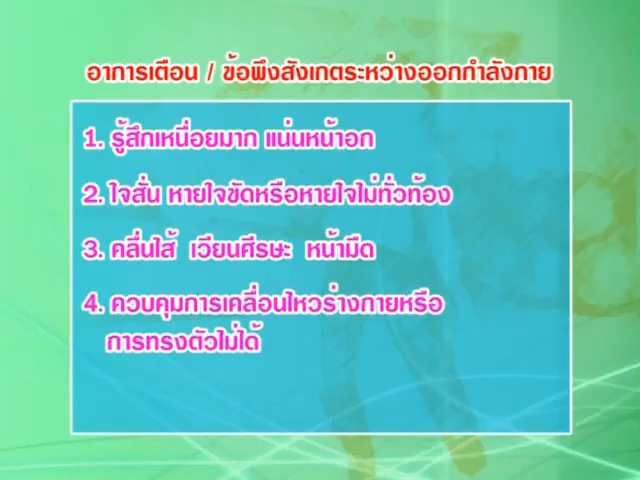 อาการเตือน / ข้อพึงสังเกตระหว่างออกกำลังกาย
1. รู้สึกเหนื่อยมาก แน่นหน้าอก
2. ใจสั่น หายใจขัดหรือหายใจไม่ทั่วท้อง
3. คลื่นไส้ เวียนศีรษะ หน้ามืด
4. ควบคุมการเคลื่อนไหวร่างกายหรือ
การทรงตัวไม่ได้